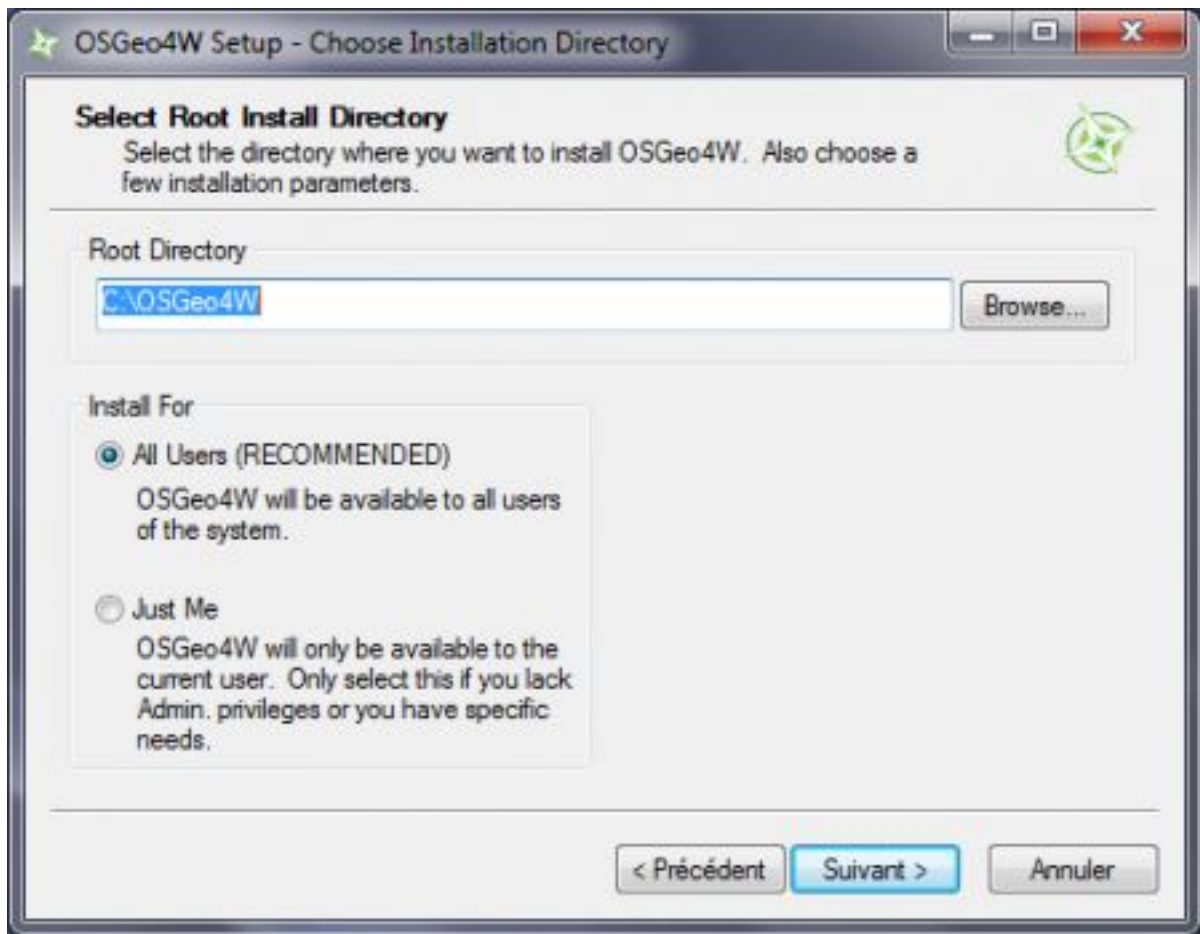 OSGeo4W Setup - Choose Installation Directory
Select Root Install Directory
Select the directory where you want to install OSGeo4W. Also choose a
few installation parameters.
Root Directory
C:\OSGeo4W
Browse...
Install For
All Users (RECOMMENDED)
OSGeo4W will be available to all users
of the system.
Just Me
OSGeo4W will only be available to the
current user. Only select this if you lack
Admin. privileges or you have specific
needs.
< Précédent
Suivant >
Annuler